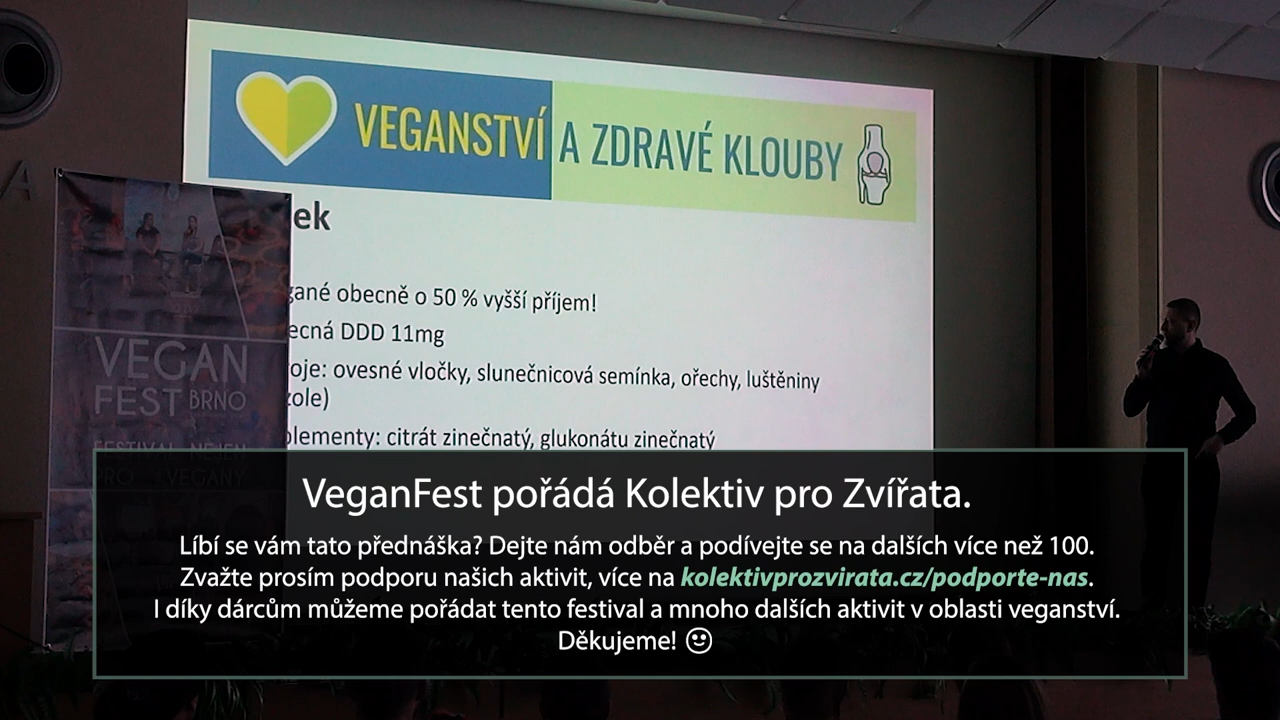 VEGANSTVÍ A ZDRAVÉ KLOUBY
ek
gané obecně o 50 % vyšší příjem!
ecná DDD 11mg
roje: ovesné vločky, slunečnicová semínka, ořechy, luštěniny
zole)
plementy: citrát zinečnatý, glukonátu zinečnatý
A
VEGAN
FEST BRNO
FESTIVAL NEJEN
PRO VEGANY
VeganFest pořádá Kolektiv pro Zvířata.
Líbí se vám tato přednáška? Dejte nám odběr a podívejte se na dalších více než 100.
Zvažte prosím podporu našich aktivit, více na kolektivprozvirata.cz/podporte-nas.
I díky dárcům můžeme pořádat tento festival a mnoho dalších aktivit v oblasti veganství.
Děkujeme! 🙂